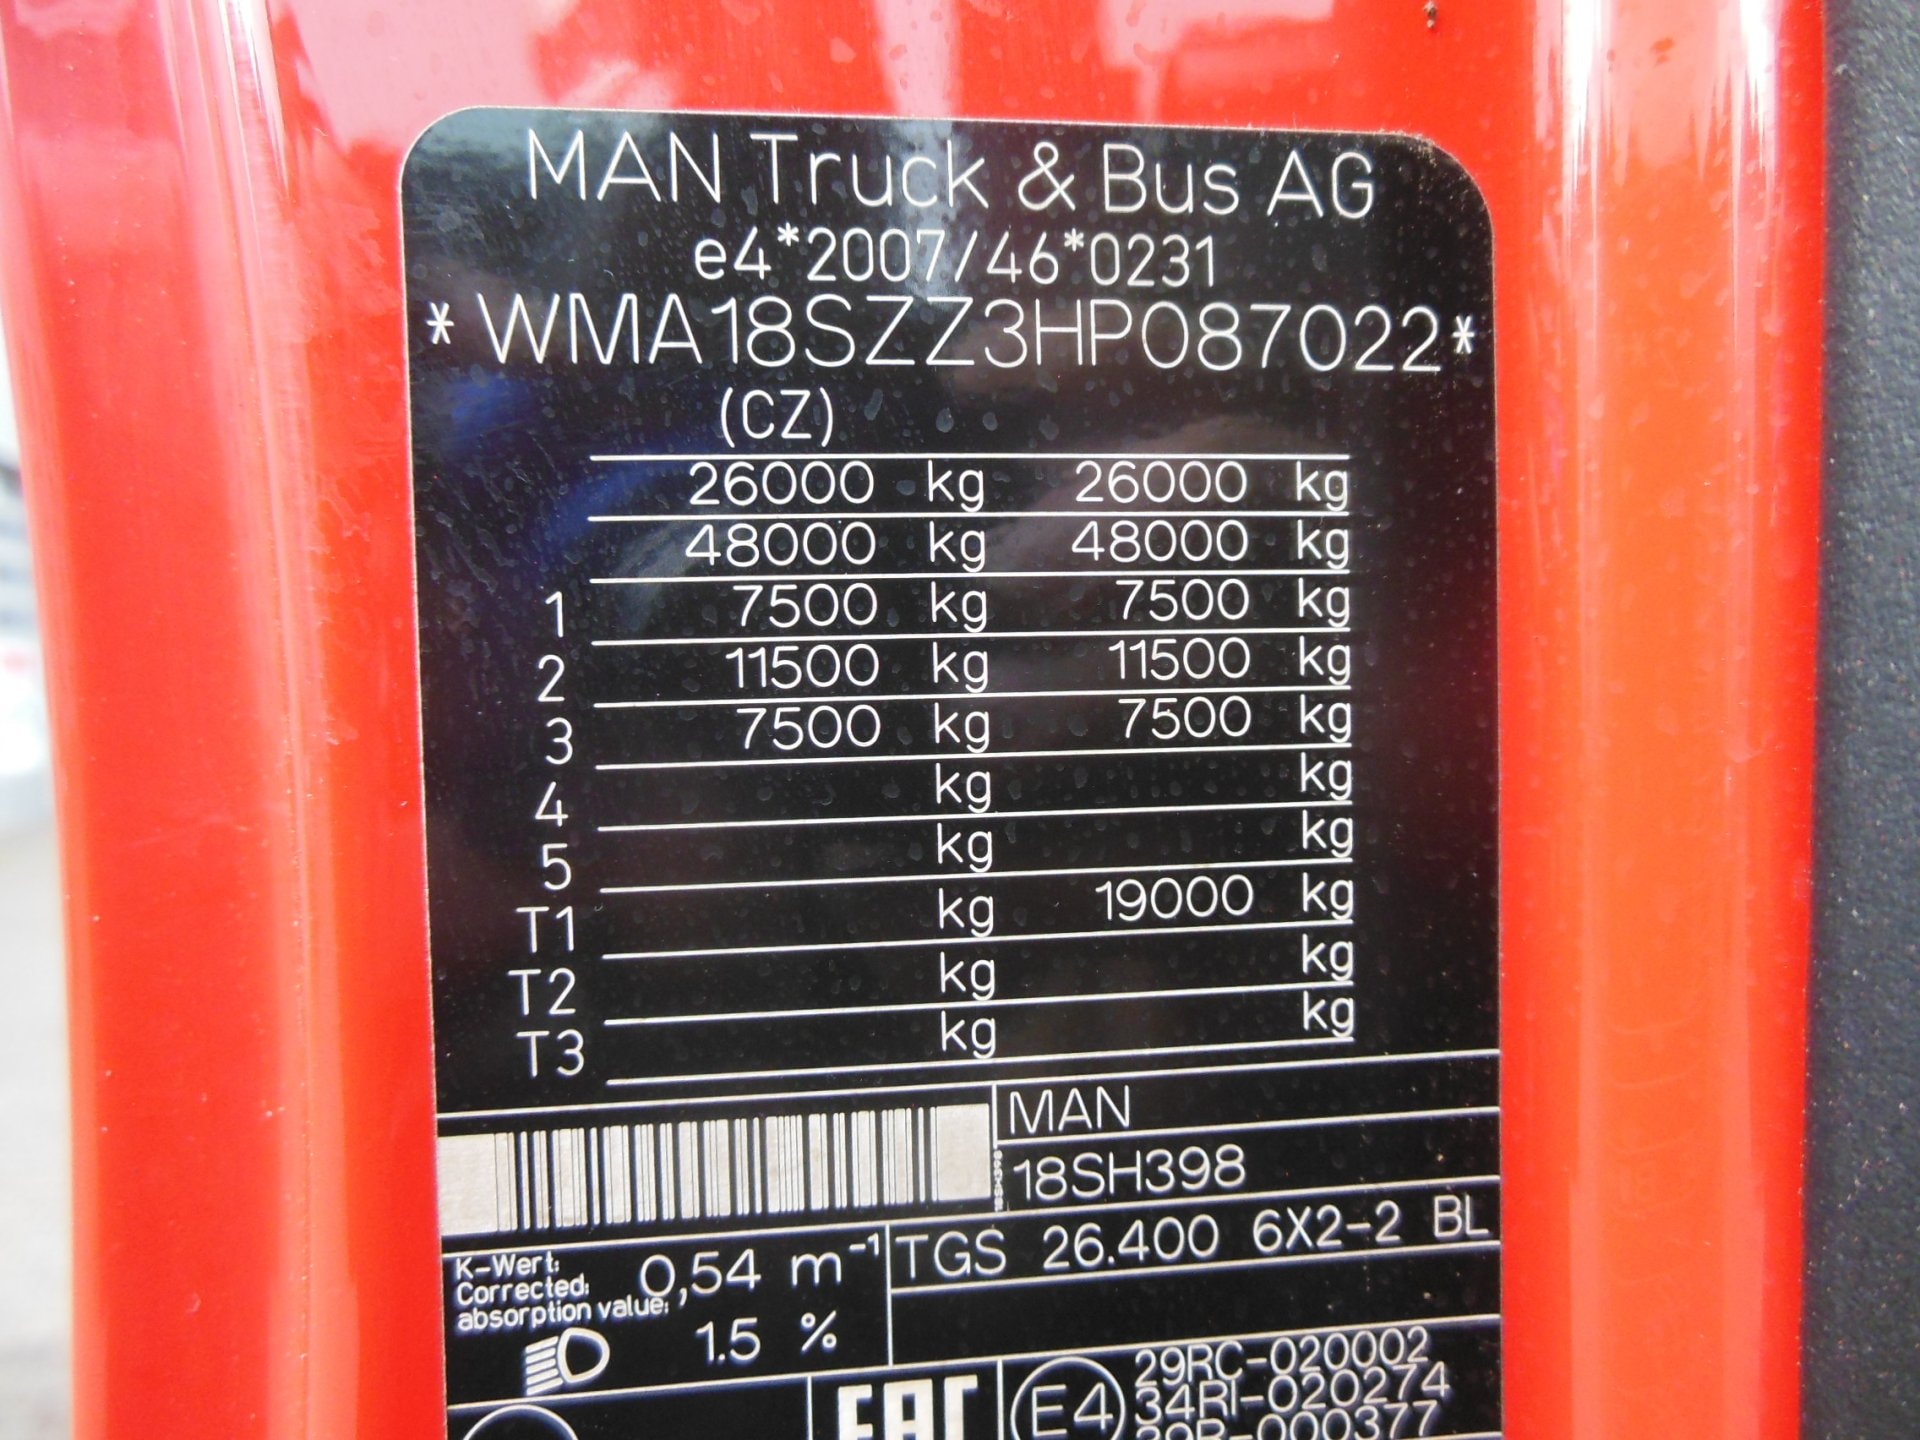 MAN Truck & Bus AG
e4*2007/46*0231
*WMA18SZZ3HP087022*
(CZ)
26000 kg 26000 kg
48000 kg 48000 kg
1 7500 kg 7500 kg
2 11500 kg 11500 kg
3 7500 kg 7500 kg
4 kg kg
5 kg kg
T1 kg 19000 kg
T2 kg kg
T3 kg kg
MAN
18SH398
18SH398
TGS 26.400 6X2-2 BL
K-Wert:
Corrected:
absorption value:
0,54 m⁻¹
1.5 %
EAC
E4
29RC-020002
34RI-020274